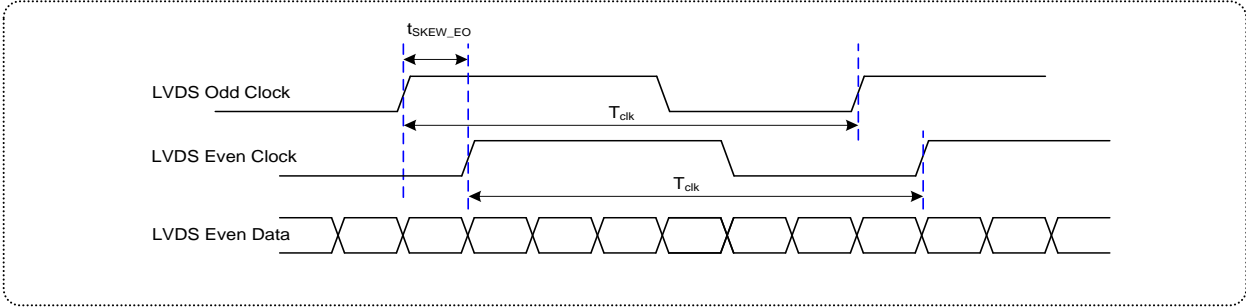 tSKEW_EO
LVDS Odd Clock
Tclk
LVDS Even Clock
Tclk
LVDS Even Data